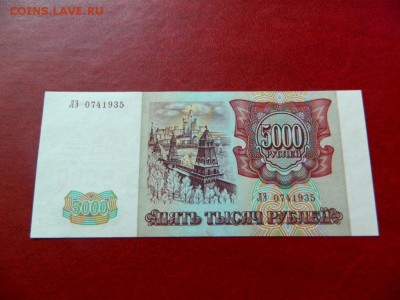 COINS.LAVE.RU
ЛЭ 0741935
5000
РУБЛЕЙ
ЛЭ 0741935
5000
ПЯТЬ ТЫСЯЧ РУБЛЕЙ